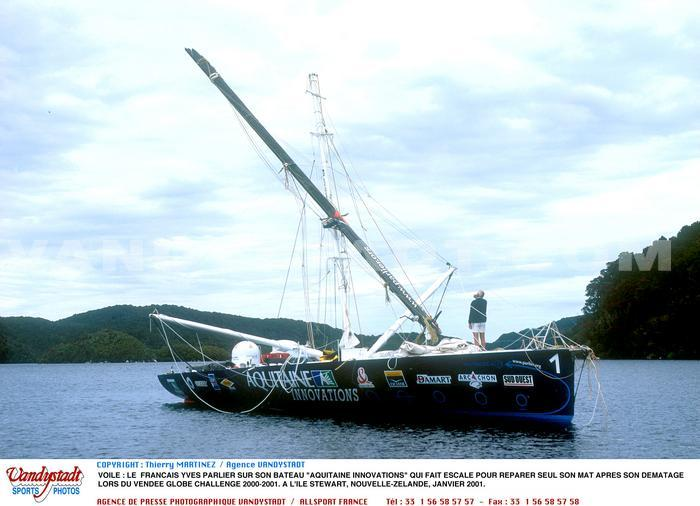 AQUITAINE
INNOVATIONS
DAMART
ARCACHON
SUD OUEST
1
Vandystadt
SPORTS PHOTOS
COPYRIGHT : Thierry MARTINEZ / Agence VANDYSTADT
VOILE : LE FRANCAIS YVES PARLIER SUR SON BATEAU "AQUITAINE INNOVATIONS" QUI FAIT ESCALE POUR REPARER SEUL SON MAT APRES SON DEMATAGE
LORS DU VENDEE GLOBE CHALLENGE 2000-2001. A L'ILE STEWART, NOUVELLE-ZELANDE, JANVIER 2001.
AGENCE DE PRESSE PHOTOGRAPHIQUE VANDYSTADT / ALLSPORT FRANCE Tél : 33 1 56 58 57 57 - Fax : 33 1 56 58 57 58